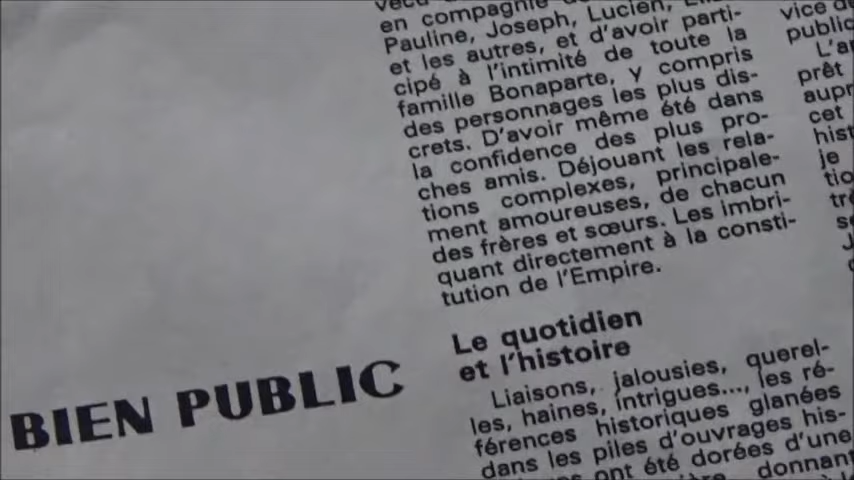 en compagnie
Pauline, Joseph, Lucien,
et les autres, et d'avoir parti-
cipé à l'intimité de toute la
famille Bonaparte, y compris
des personnages les plus dis-
crets. D'avoir même été dans
la confidence des plus pro-
ches amis. Déjouant les rela-
tions complexes, principale-
ment amoureuses, de chacun
des frères et sœurs. Les imbri-
quant directement à la consti-
tution de l'Empire.
Le quotidien
et l'histoire
Liaisons, jalousies, querel-
les, haines, intrigues..., les ré-
férences historiques glanées
dans les piles d'ouvrages his-
ont été dorées d'une
donnant
vice
public
L'a
prêt
aupr
cet
hist
je
tio
BIEN PUBLIC